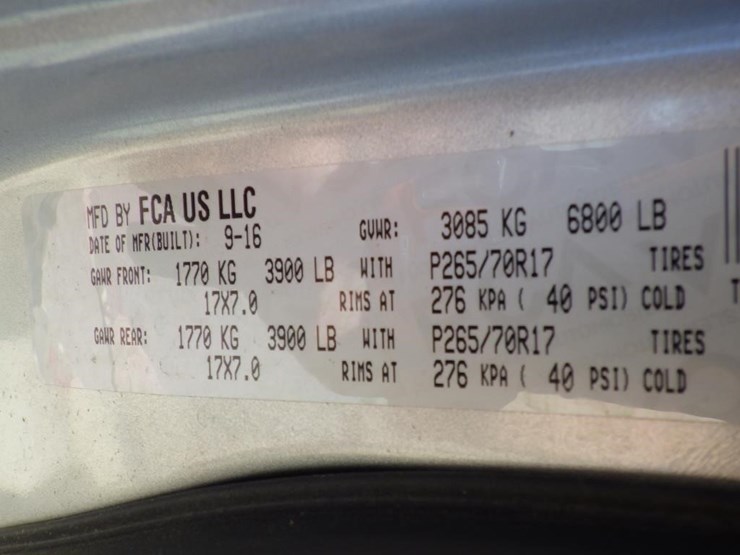 MFD BY FCA US LLC
DATE OF MFR(BUILT): 9-16 GVWR: 3085 KG 6800 LB
GAWR FRONT: 1770 KG 3900 LB WITH P265/70R17 TIRES
17X7.0 RIMS AT 276 KPA ( 40 PSI) COLD
GAWR REAR: 1770 KG 3900 LB WITH P265/70R17 TIRES
17X7.0 RIMS AT 276 KPA ( 40 PSI) COLD